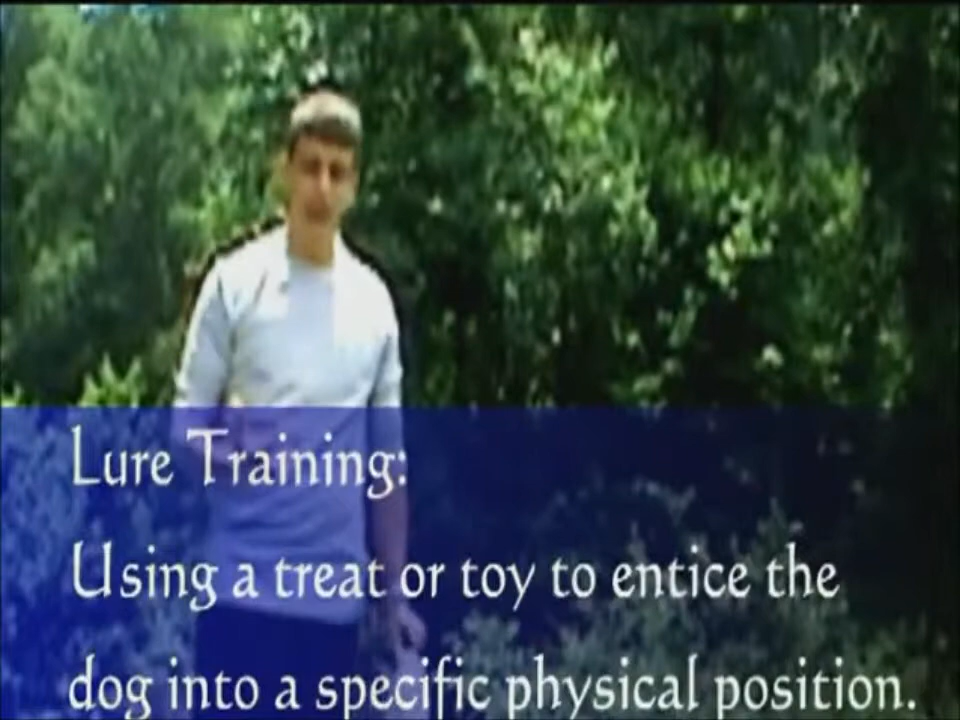 Lure Training:
Using a treat or toy to entice the
dog into a specific physical position.